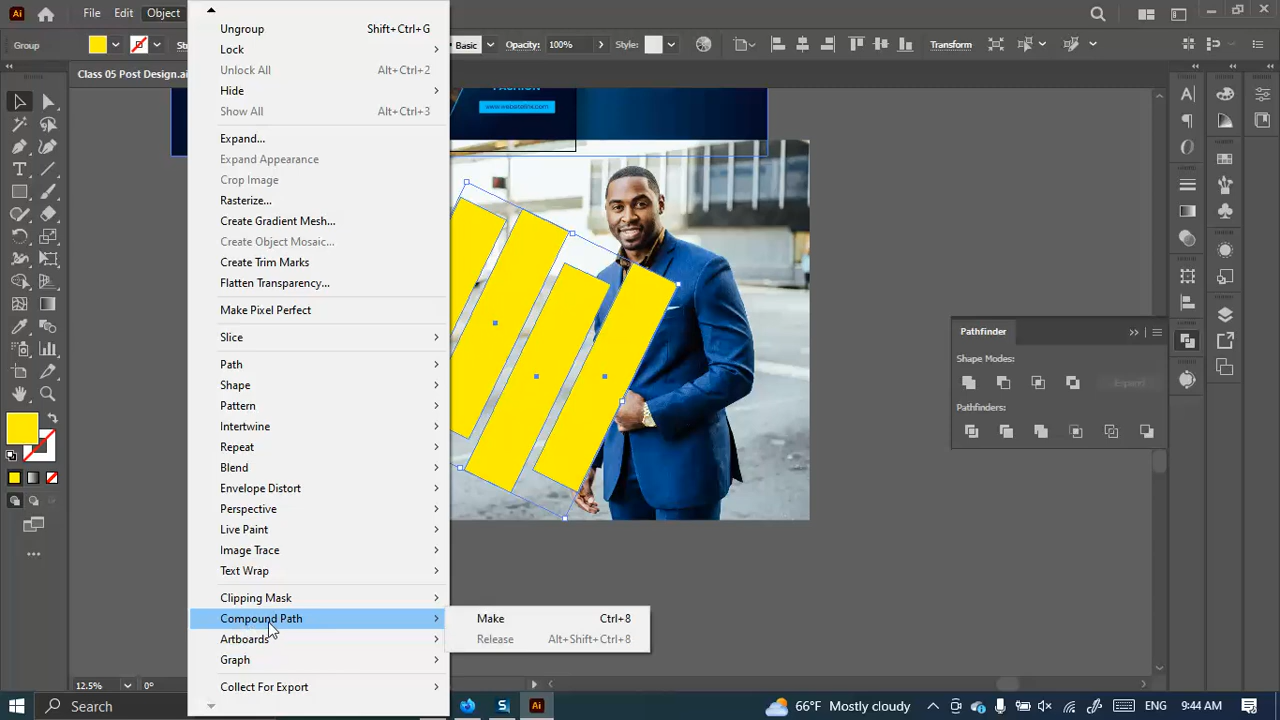 Ai
File
Edit
Object
Group
St
Basic
Opacity:
100%
Style:
Transform
Class 05 Post Design.ai
Ungroup
Shift+Ctrl+G
Lock
Unlock All
Alt+Ctrl+2
Hide
Show All
Alt+Ctrl+3
Expand...
Expand Appearance
Crop Image
Rasterize...
Create Gradient Mesh...
Create Object Mosaic...
Create Trim Marks
Flatten Transparency...
Make Pixel Perfect
Slice
Path
Shape
Pattern
Intertwine
Repeat
Blend
Envelope Distort
Perspective
Live Paint
Image Trace
Text Wrap
Clipping Mask
Compound Path
Artboards
Graph
Collect For Export
Make
Ctrl+8
Release
Alt+Shift+Ctrl+8
FASHION
Pathfinder
Shape Modes:
Expand
Pathfinders:
12.5%
0°
Search
S
Ai
66°F Mostly cloudy
ENG
9:44 AM